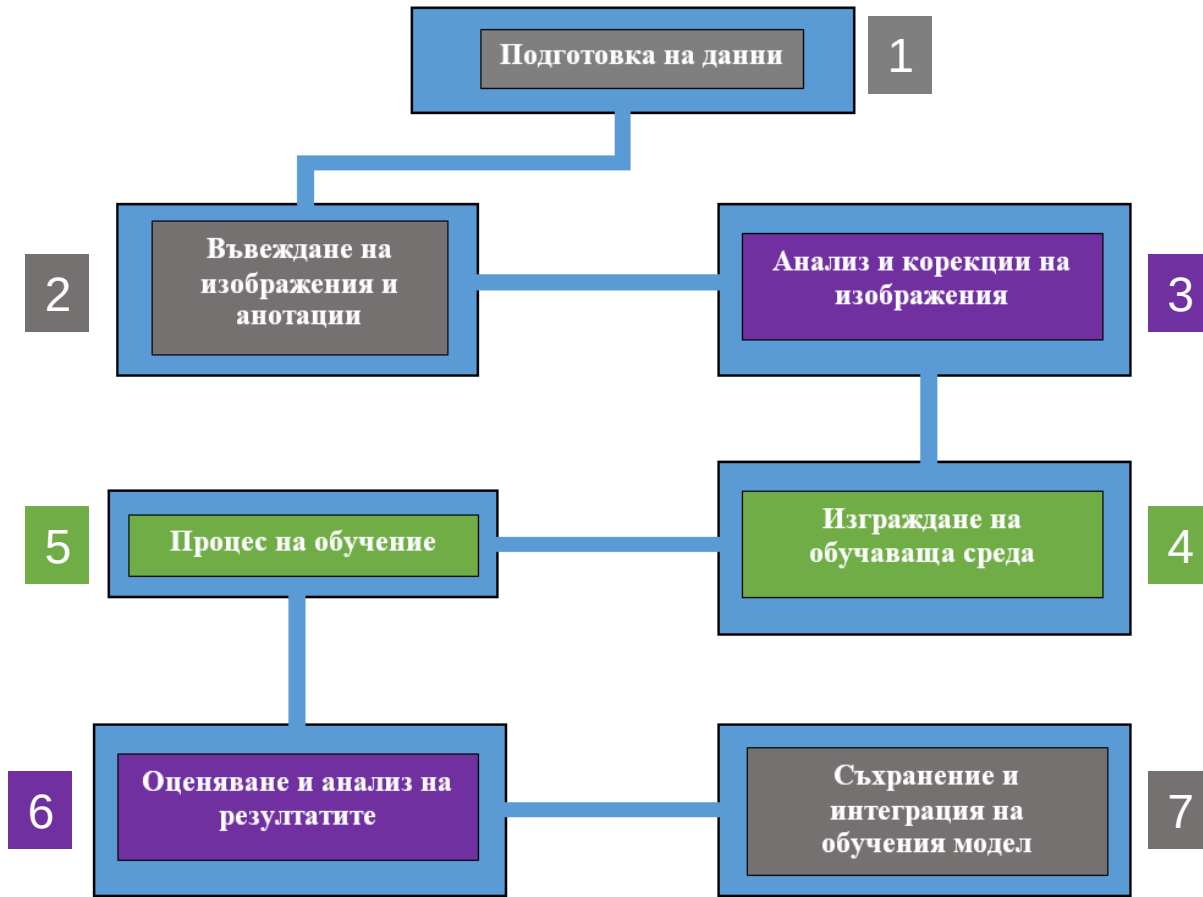 Подготовка на данни
1
2
Въвеждане на
изображения и
анотации
Анализ и корекции на
изображения
3
5
Процес на обучение
Изграждане на
обучаваща среда
4
6
Оценяване и анализ на
резултатите
Съхранение и
интеграция на
обучения модел
7